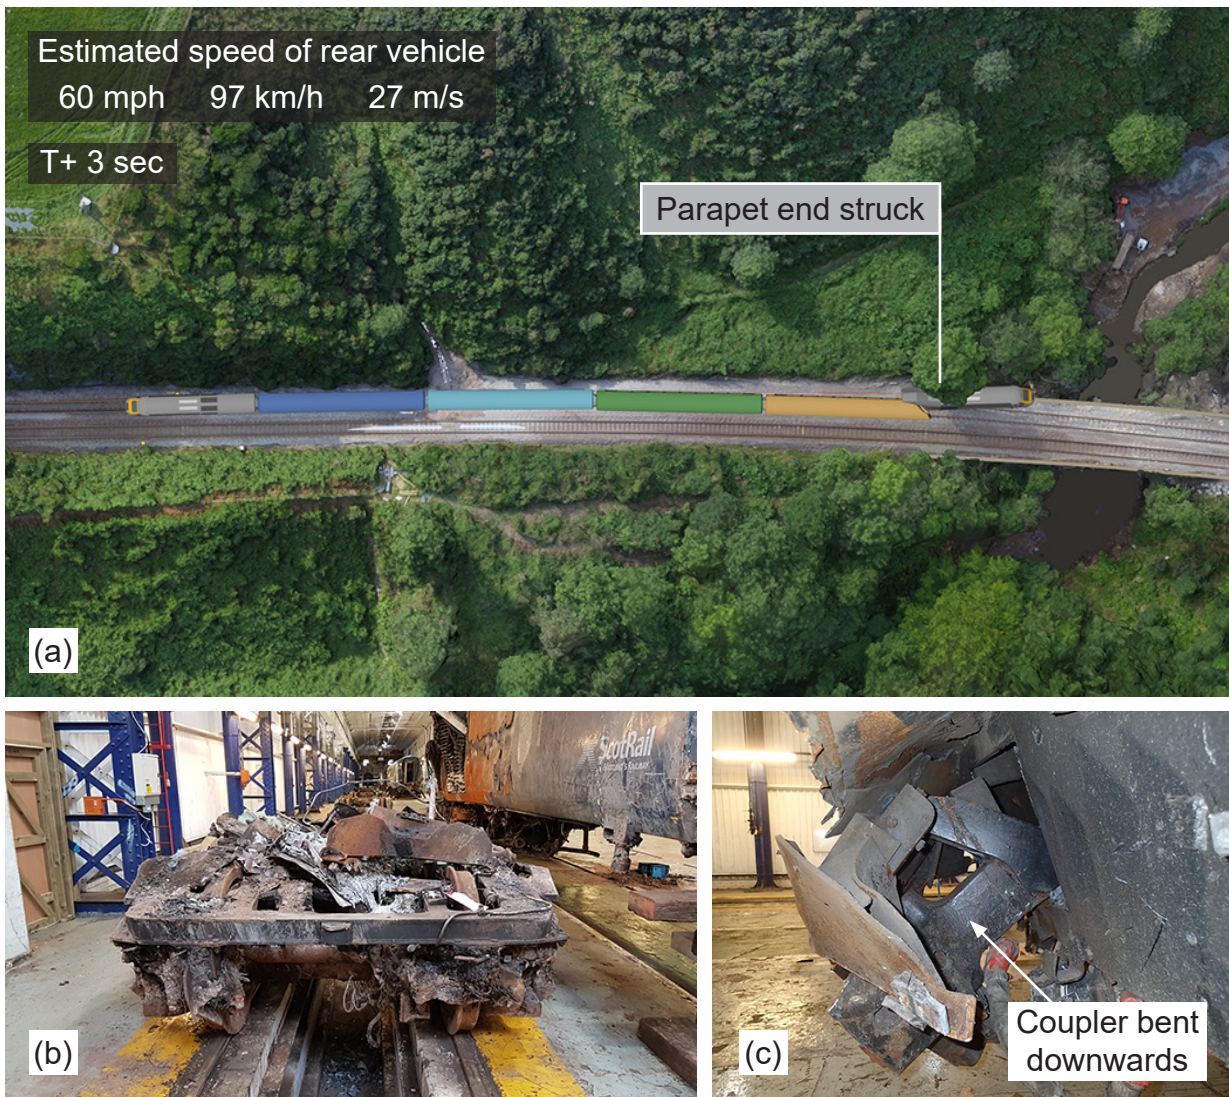 Estimated speed of rear vehicle
60 mph 97 km/h 27 m/s
T+ 3 sec
Parapet end struck
(a)
ScotRail
(b)
Coupler bent
downwards
(c)